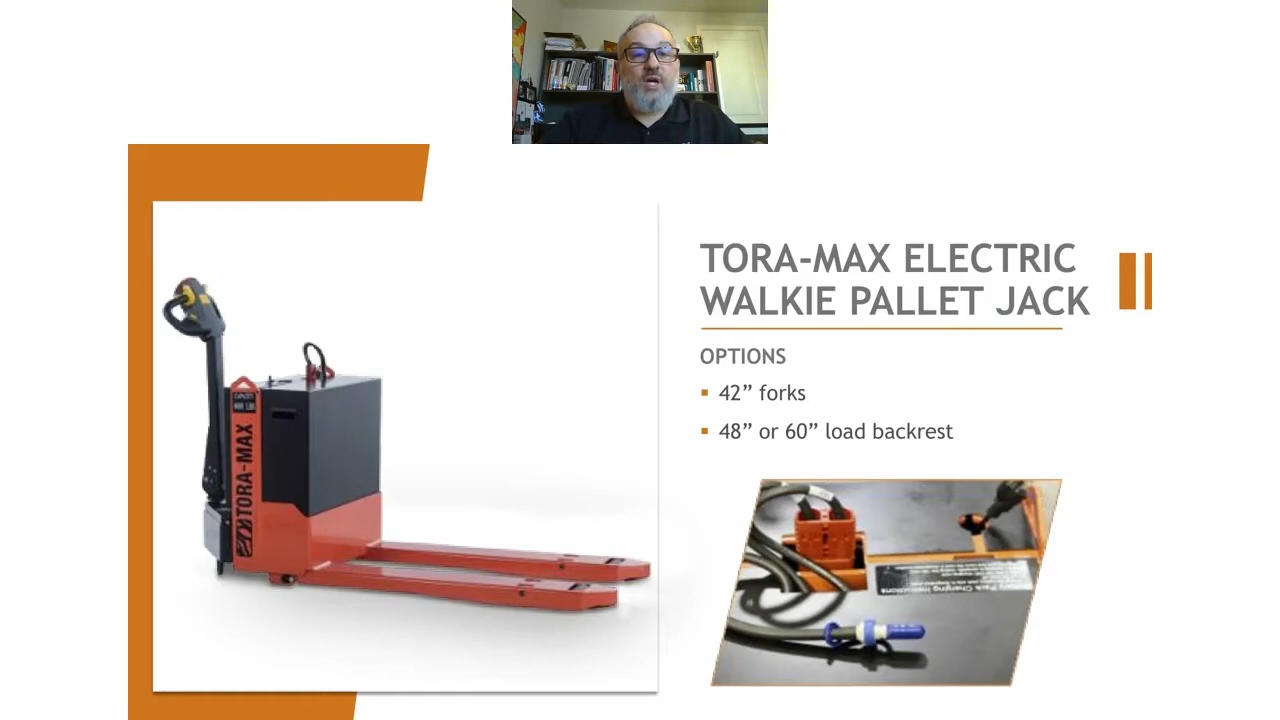 TORA-MAX ELECTRIC
WALKIE PALLET JACK
OPTIONS
42” forks
48” or 60” load backrest
TORA-MAX